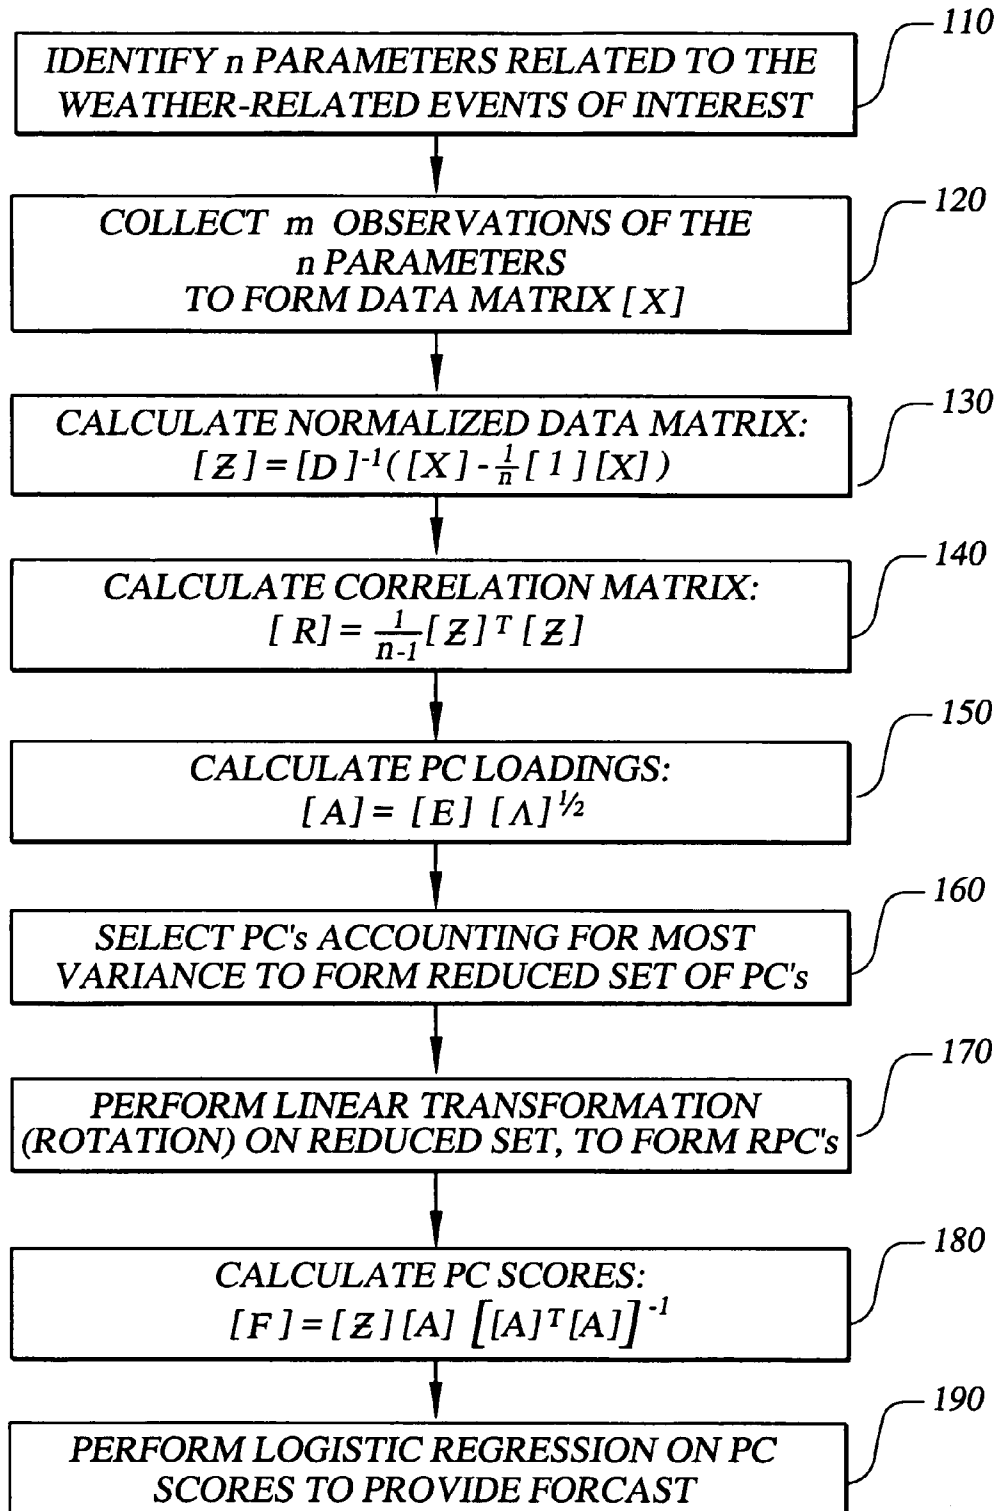 110
IDENTIFY n PARAMETERS RELATED TO THE
WEATHER-RELATED EVENTS OF INTEREST
120
COLLECT m OBSERVATIONS OF THE
n PARAMETERS
TO FORM DATA MATRIX [X]
130
CALCULATE NORMALIZED DATA MATRIX:
[Z]=[D]⁻¹([X]-1/n[1][X])
140
CALCULATE CORRELATION MATRIX:
[R]= 1/n-1 [Z]ᵀ [Z]
150
CALCULATE PC LOADINGS:
[A]= [E] [Λ]^½
160
SELECT PC's ACCOUNTING FOR MOST
VARIANCE TO FORM REDUCED SET OF PC's
170
PERFORM LINEAR TRANSFORMATION
(ROTATION) ON REDUCED SET, TO FORM RPC's
180
CALCULATE PC SCORES:
[F]=[Z][A] [[A]ᵀ[A]]⁻¹
190
PERFORM LOGISTIC REGRESSION ON PC
SCORES TO PROVIDE FORCAST